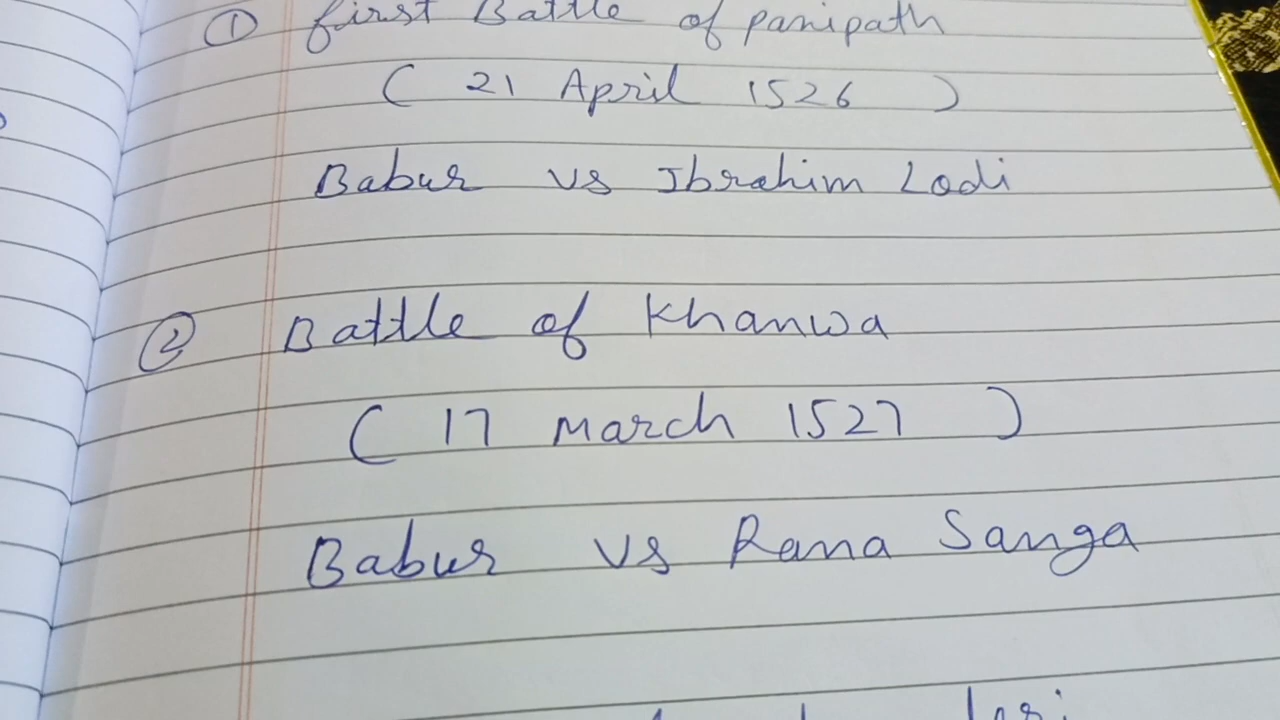 ① first Battle of panipath
( 21 April 1526 )
Babur vs Ibrahim Lodi
② Battle of Khanwa
( 17 March 1527 )
Babur vs Rana Sanga